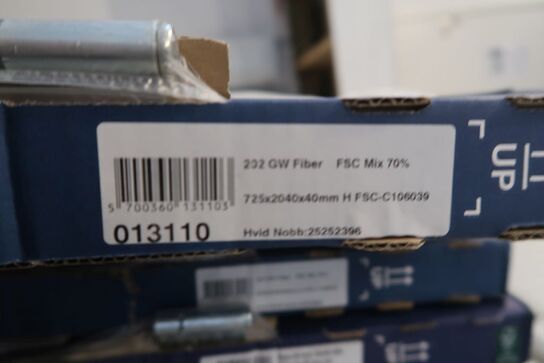 232 GW Fiber FSC Mix 70%
725x2040x40mm H FSC-C106039
5 700360 131103
013110
Hvid Nobb:25252396
UP